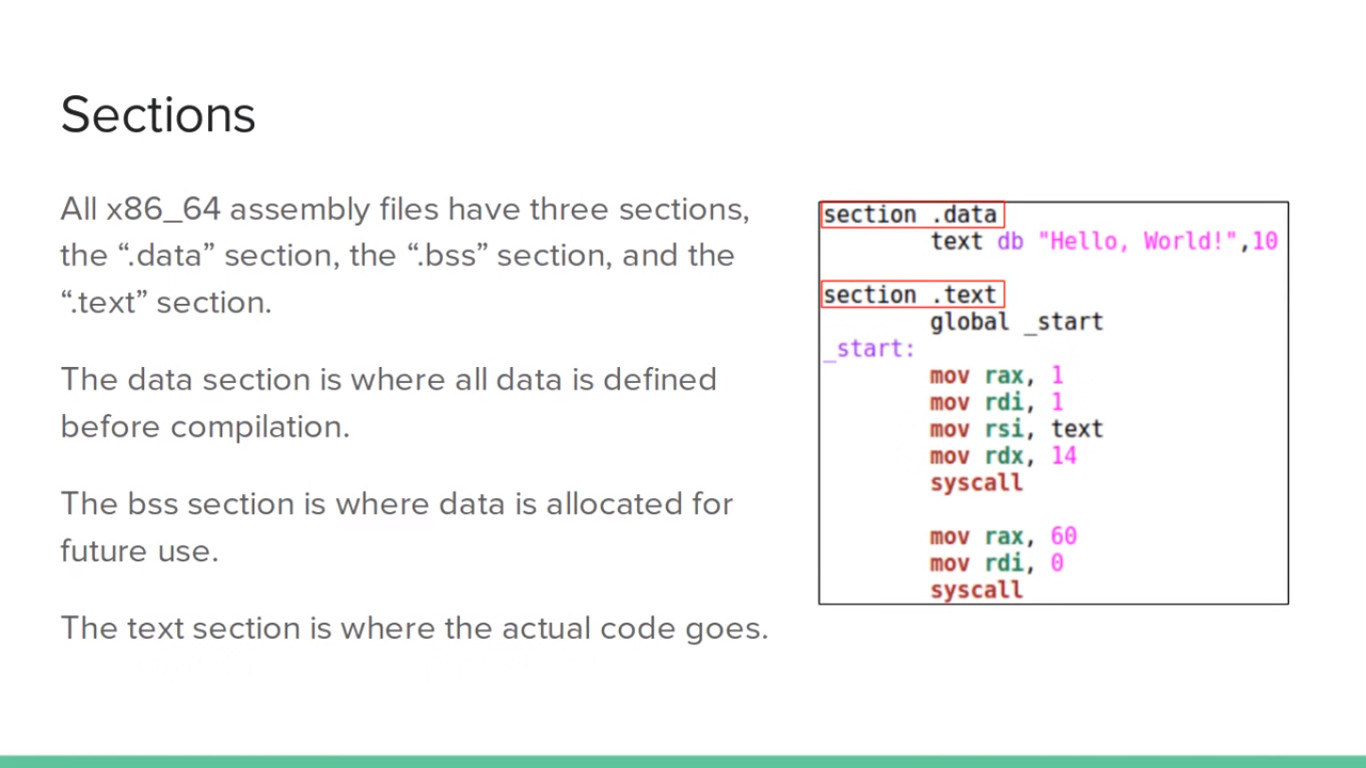 Sections
All x86_64 assembly files have three sections,
the “.data” section, the “.bss” section, and the
“.text” section.
The data section is where all data is defined
before compilation.
The bss section is where data is allocated for
future use.
The text section is where the actual code goes.
section .data
text db "Hello, World!",10
section .text
global _start
_start:
mov rax, 1
mov rdi, 1
mov rsi, text
mov rdx, 14
syscall
mov rax, 60
mov rdi, 0
syscall